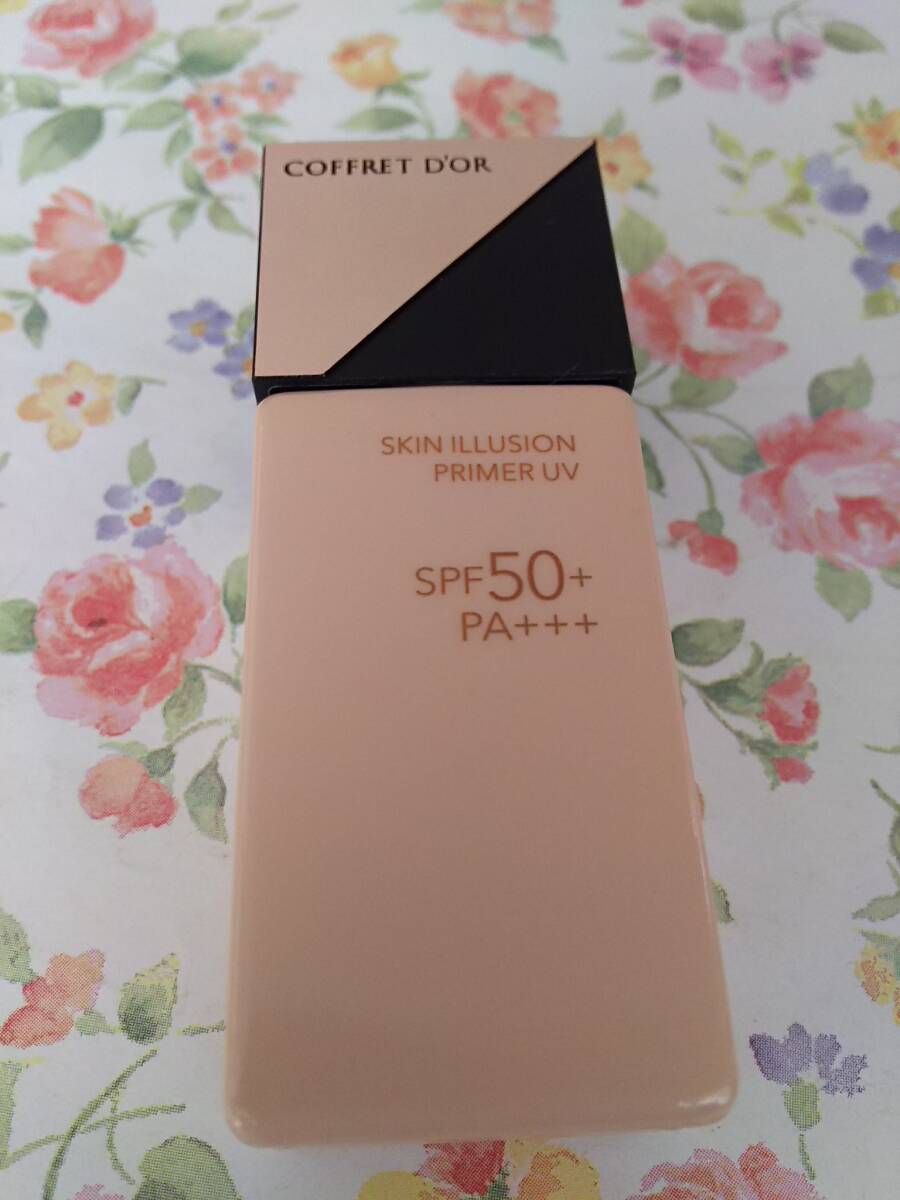 COFFRET D'OR
SKIN ILLUSION
PRIMER UV
SPF50+
PA+++